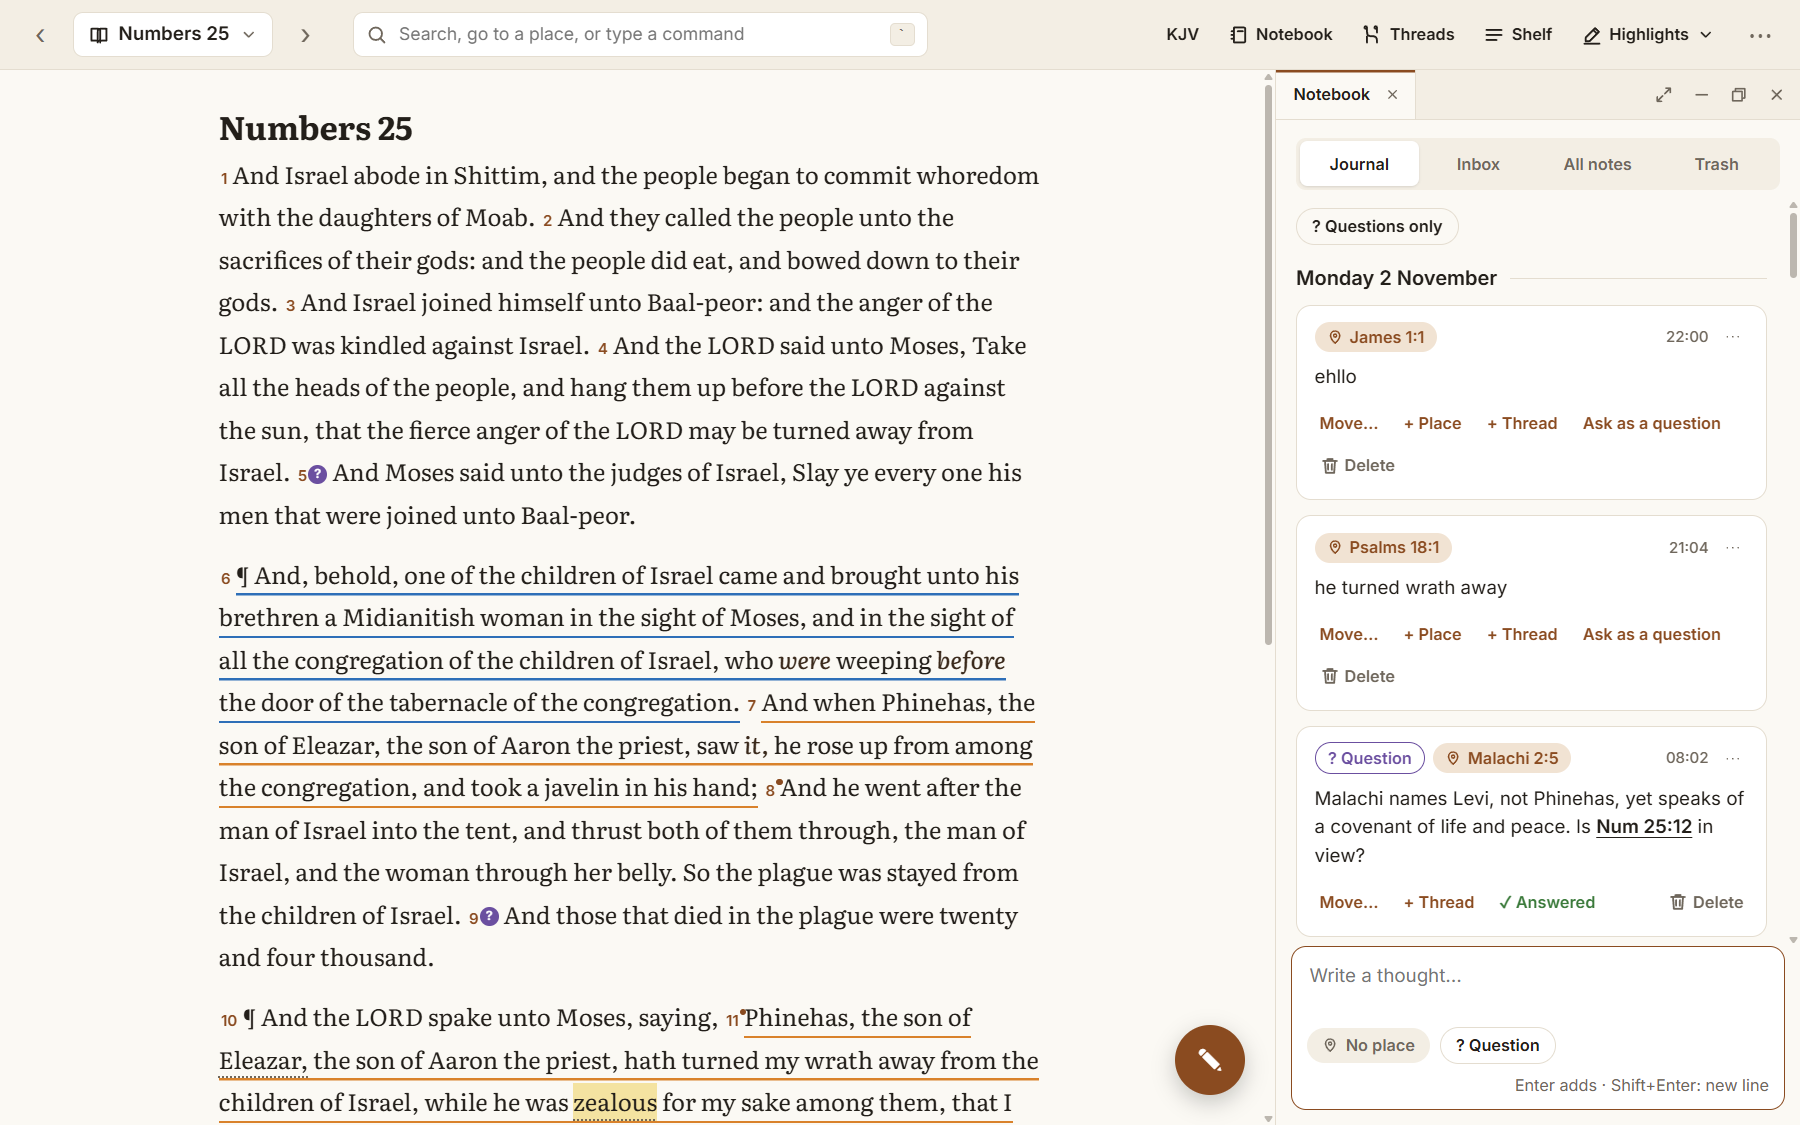 Numbers 25
Search, go to a place, or type a command
`
KJV
Notebook
Threads
Shelf
Highlights
Numbers 25
1 And Israel abode in Shittim, and the people began to commit whoredom
with the daughters of Moab. 2 And they called the people unto the
sacrifices of their gods: and the people did eat, and bowed down to their
gods. 3 And Israel joined himself unto Baal-peor: and the anger of the
LORD was kindled against Israel. 4 And the LORD said unto Moses, Take
all the heads of the people, and hang them up before the LORD against
the sun, that the fierce anger of the LORD may be turned away from
Israel. 5 ? And Moses said unto the judges of Israel, Slay ye every one his
men that were joined unto Baal-peor.
6 ¶ And, behold, one of the children of Israel came and brought unto his
brethren a Midianitish woman in the sight of Moses, and in the sight of
all the congregation of the children of Israel, who were weeping before
the door of the tabernacle of the congregation. 7 And when Phinehas, the
son of Eleazar, the son of Aaron the priest, saw it, he rose up from among
the congregation, and took a javelin in his hand; 8 And he went after the
man of Israel into the tent, and thrust both of them through, the man of
Israel, and the woman through her belly. So the plague was stayed from
the children of Israel. 9 ? And those that died in the plague were twenty
and four thousand.
10 ¶ And the LORD spake unto Moses, saying, 11 Phinehas, the son of
Eleazar, the son of Aaron the priest, hath turned my wrath away from the
children of Israel, while he was zealous for my sake among them, that I
Notebook
Journal
Inbox
All notes
Trash
? Questions only
Monday 2 November
James 1:1
22:00
ehllo
Move...
+ Place
+ Thread
Ask as a question
Delete
Psalms 18:1
21:04
he turned wrath away
Move...
+ Place
+ Thread
Ask as a question
Delete
? Question
Malachi 2:5
08:02
Malachi names Levi, not Phinehas, yet speaks of
a covenant of life and peace. Is Num 25:12 in
view?
Move...
+ Thread
✓ Answered
Delete
Write a thought...
No place
? Question
Enter adds · Shift+Enter: new line